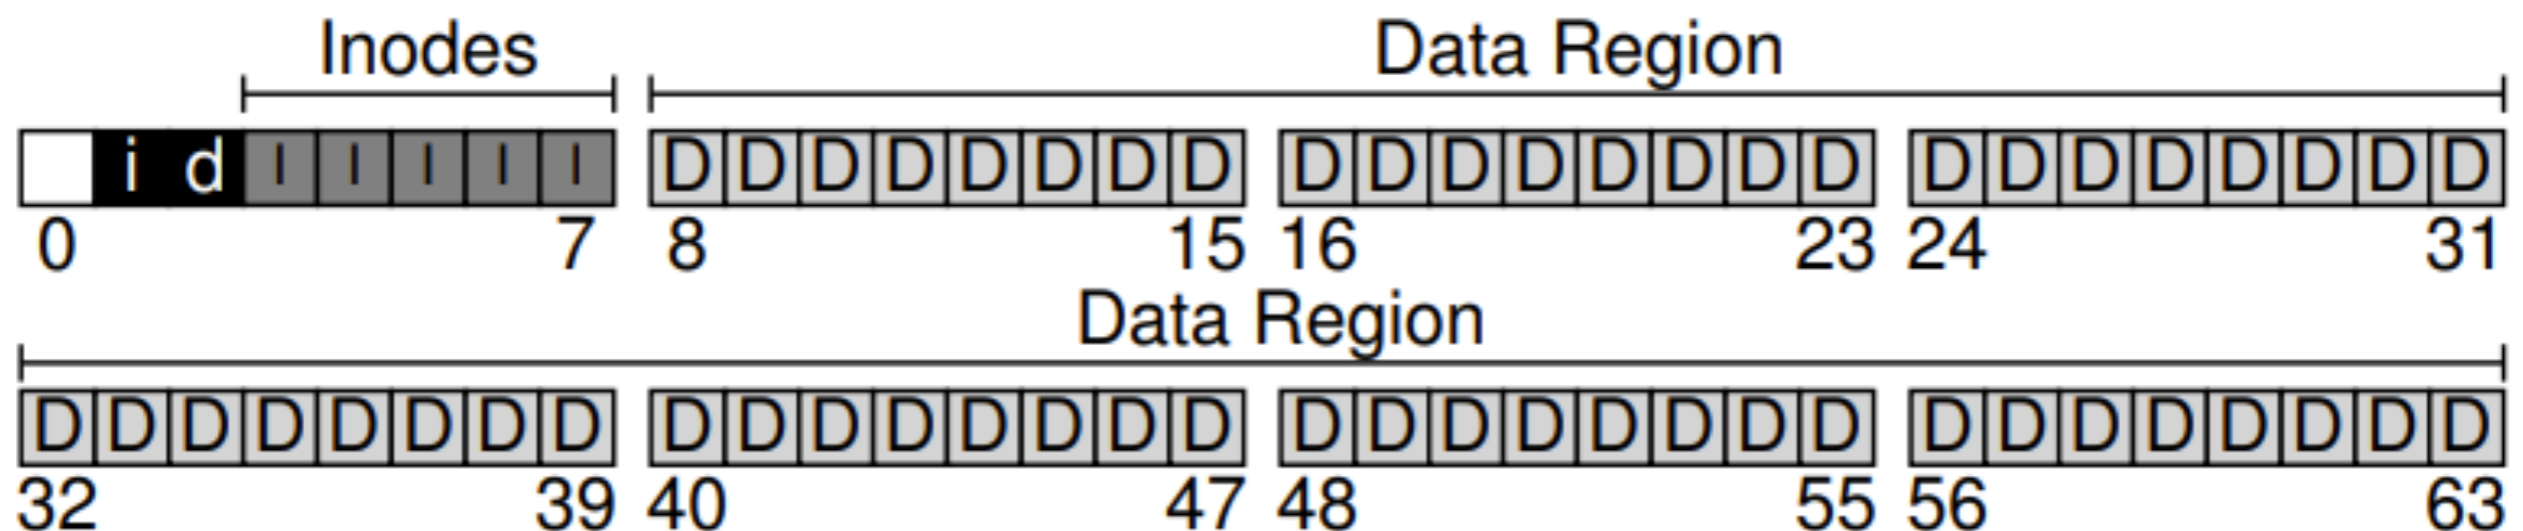 Inodes Data Region
i d I I I I I D D D D D D D D D D D D D D D D D D D D D D D D
0 7 8 15 16 23 24 31
Data Region
D D D D D D D D D D D D D D D D D D D D D D D D D D D D D D D D
32 39 40 47 48 55 56 63